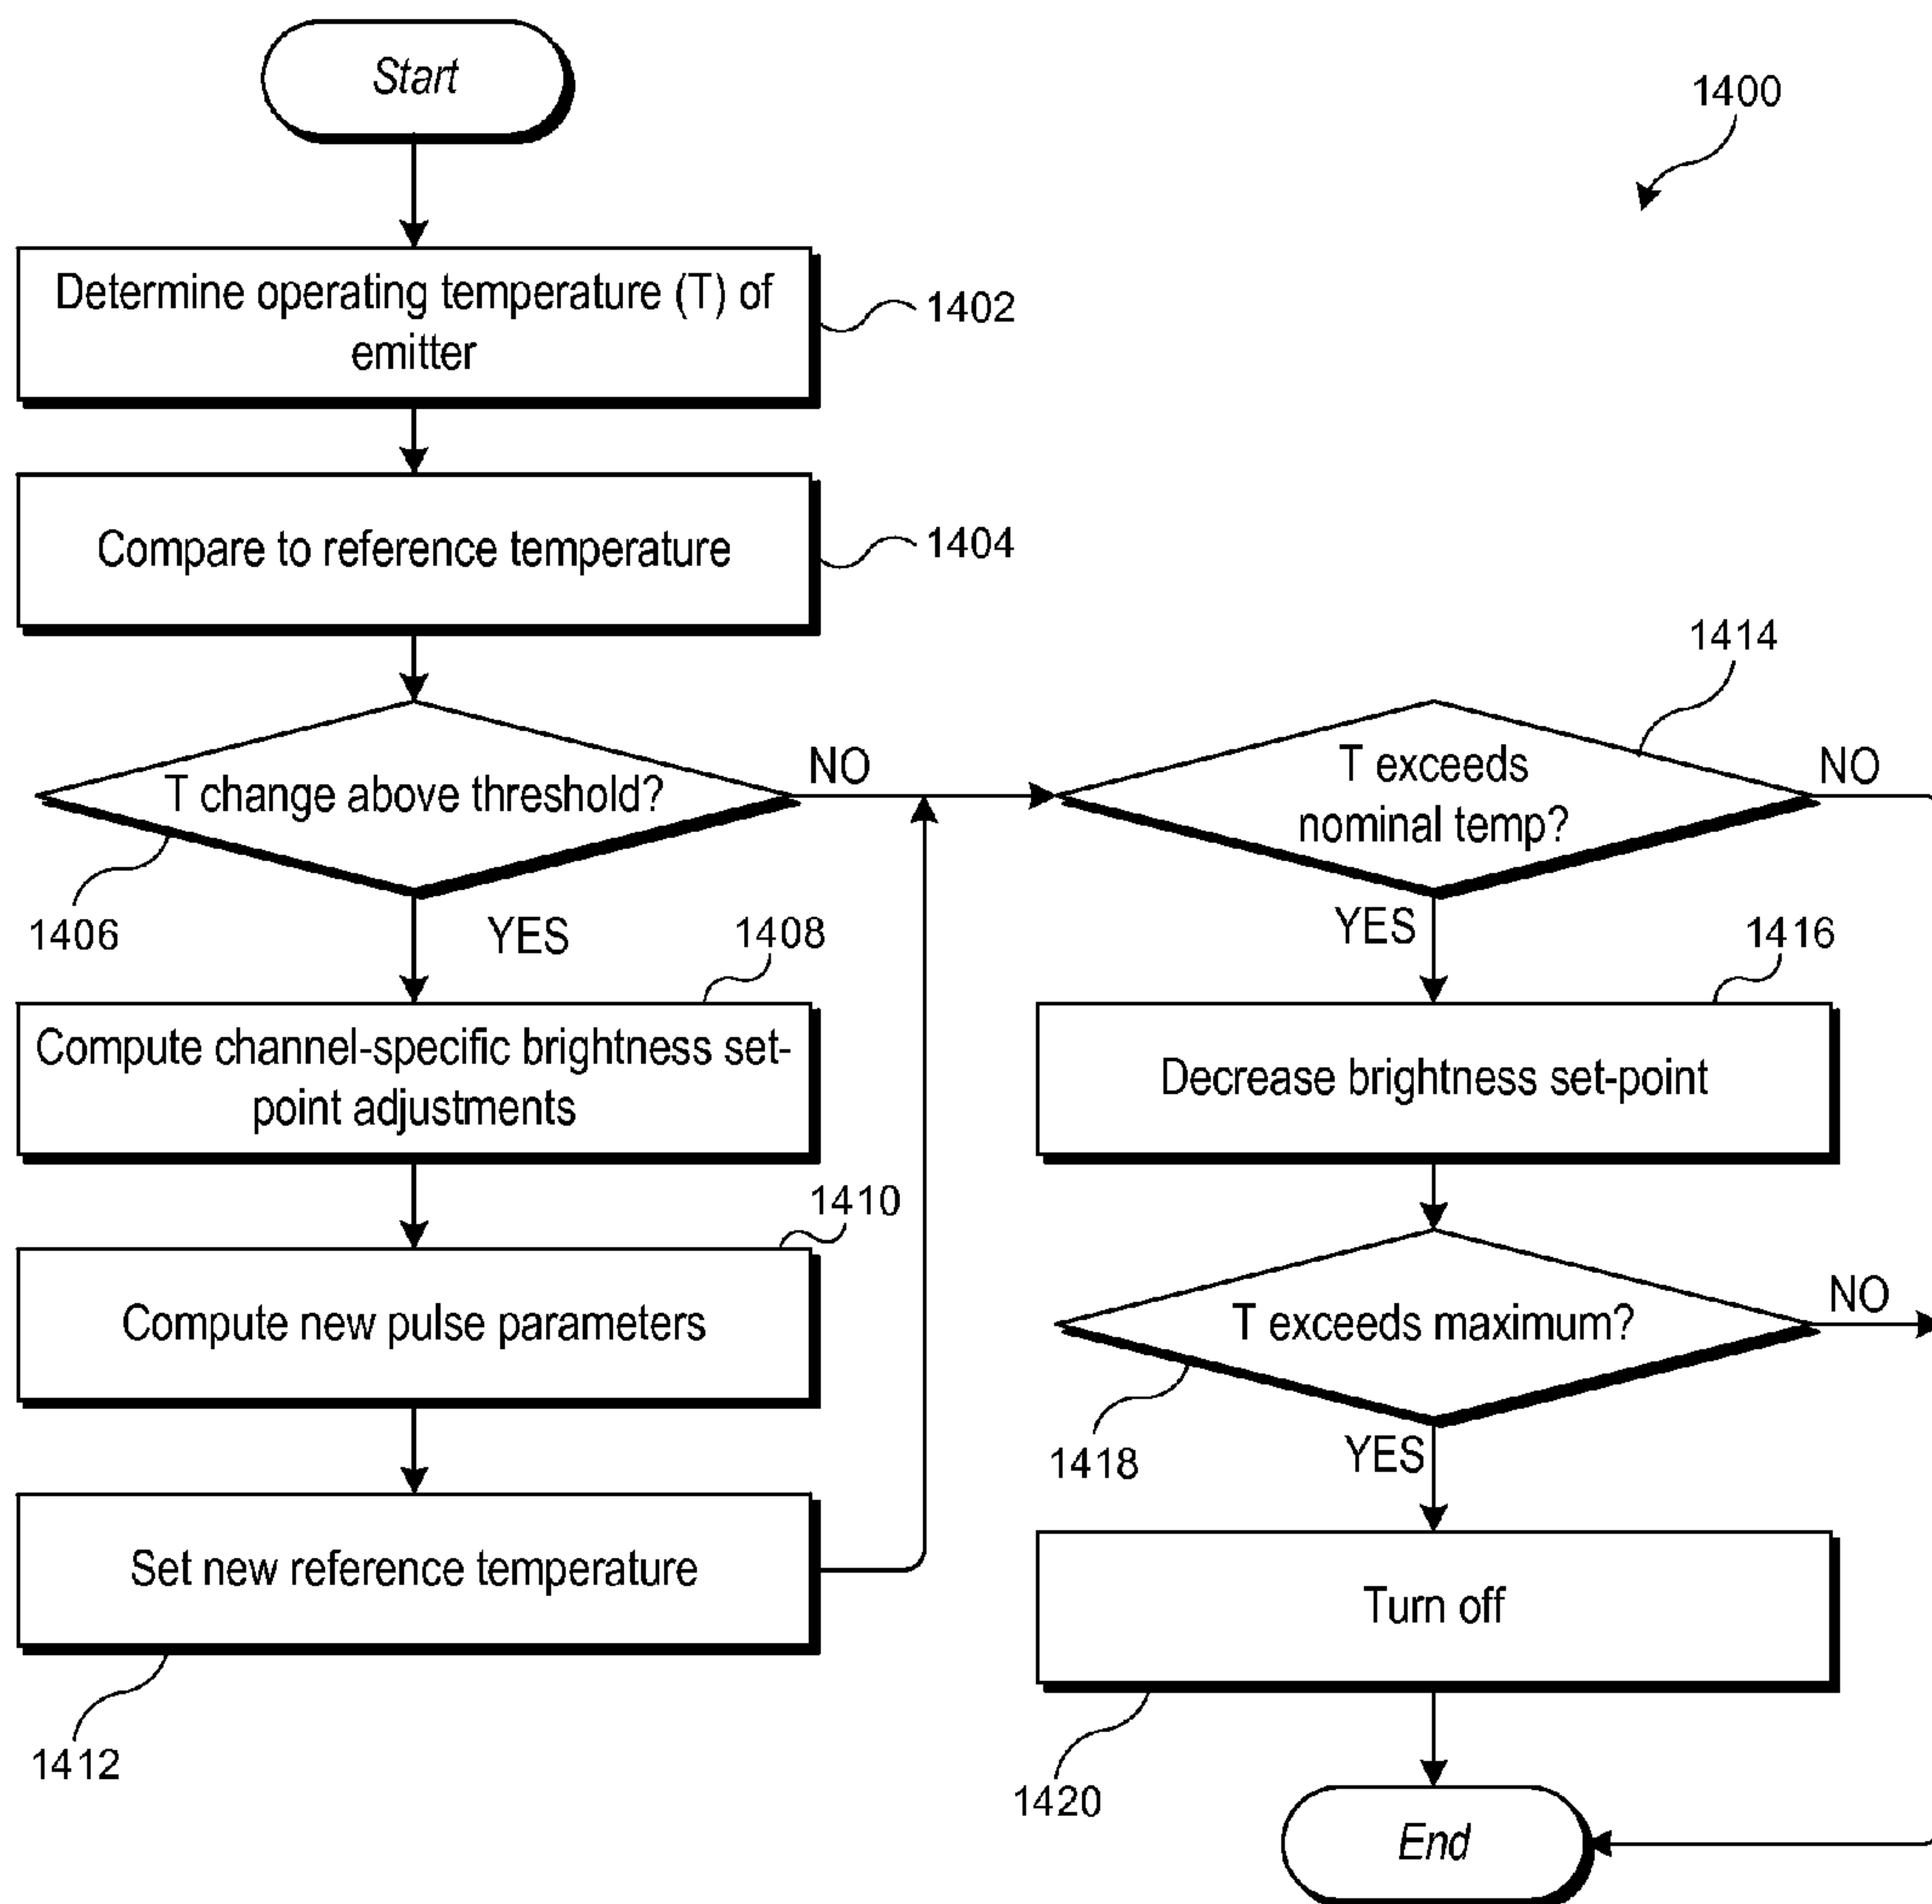 Start
1400
Determine operating temperature (T) of
emitter
1402
Compare to reference temperature
1404
T change above threshold?
NO
1406
YES
1408
Compute channel-specific brightness set-
point adjustments
1410
Compute new pulse parameters
Set new reference temperature
1412
1414
T exceeds
nominal temp?
NO
YES
1416
Decrease brightness set-point
T exceeds maximum?
NO
1418
YES
Turn off
1420
End